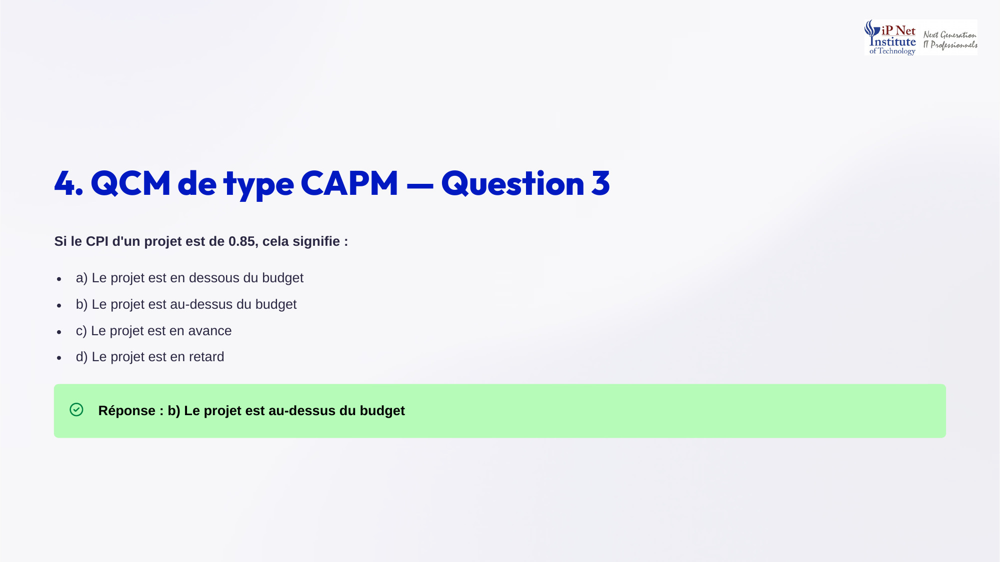 iP Net
Institute
of Technology
Next Generation
IT Professionnels
4. QCM de type CAPM — Question 3
Si le CPI d'un projet est de 0.85, cela signifie :
• a) Le projet est en dessous du budget
• b) Le projet est au-dessus du budget
• c) Le projet est en avance
• d) Le projet est en retard
Réponse : b) Le projet est au-dessus du budget